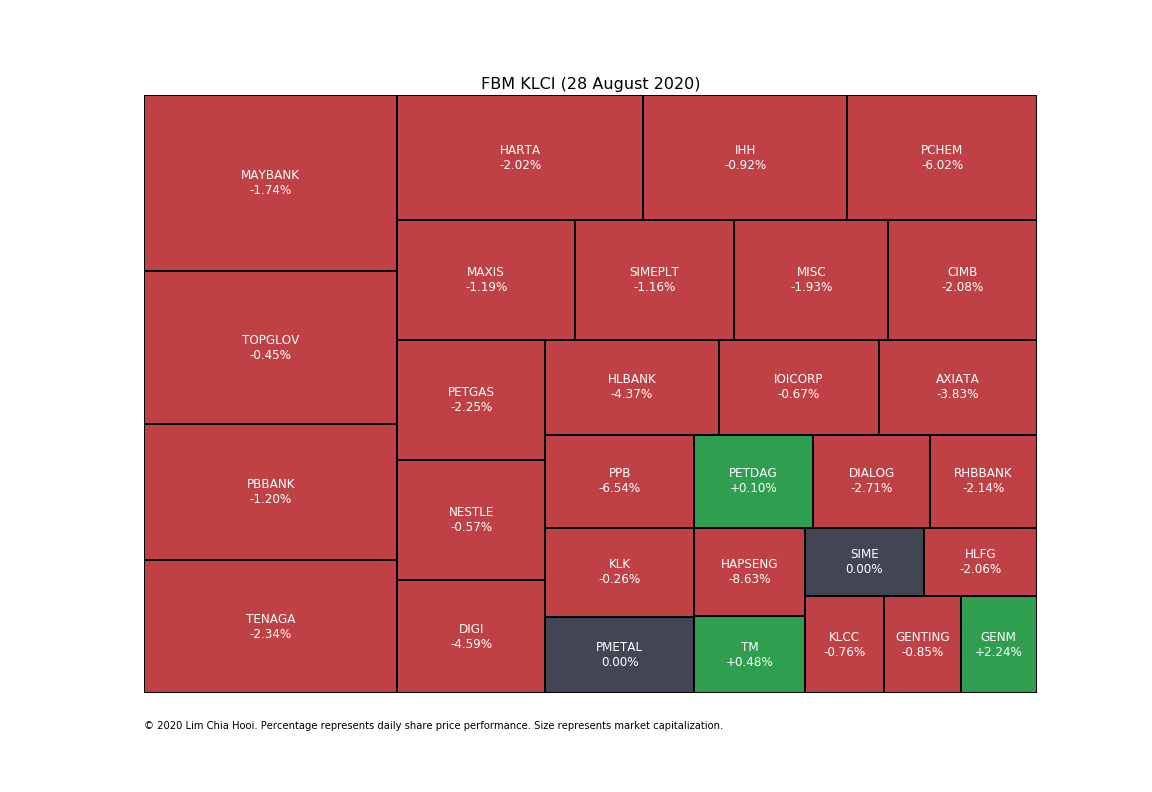 FBM KLCI (28 August 2020)
MAYBANK
-1.74%
TOPGLOV
-0.45%
PBBANK
-1.20%
TENAGA
-2.34%
HARTA
-2.02%
IHH
-0.92%
PCHEM
-6.02%
MAXIS
-1.19%
SIMEPLT
-1.16%
MISC
-1.93%
CIMB
-2.08%
PETGAS
-2.25%
NESTLE
-0.57%
DIGI
-4.59%
HLBANK
-4.37%
IOICORP
-0.67%
AXIATA
-3.83%
PPB
-6.54%
KLK
-0.26%
PMETAL
0.00%
PETDAG
+0.10%
DIALOG
-2.71%
RHBBANK
-2.14%
HAPSENG
-8.63%
TM
+0.48%
SIME
0.00%
HLFG
-2.06%
KLCC
-0.76%
GENTING
-0.85%
GENM
+2.24%
© 2020 Lim Chia Hooi. Percentage represents daily share price performance. Size represents market capitalization.